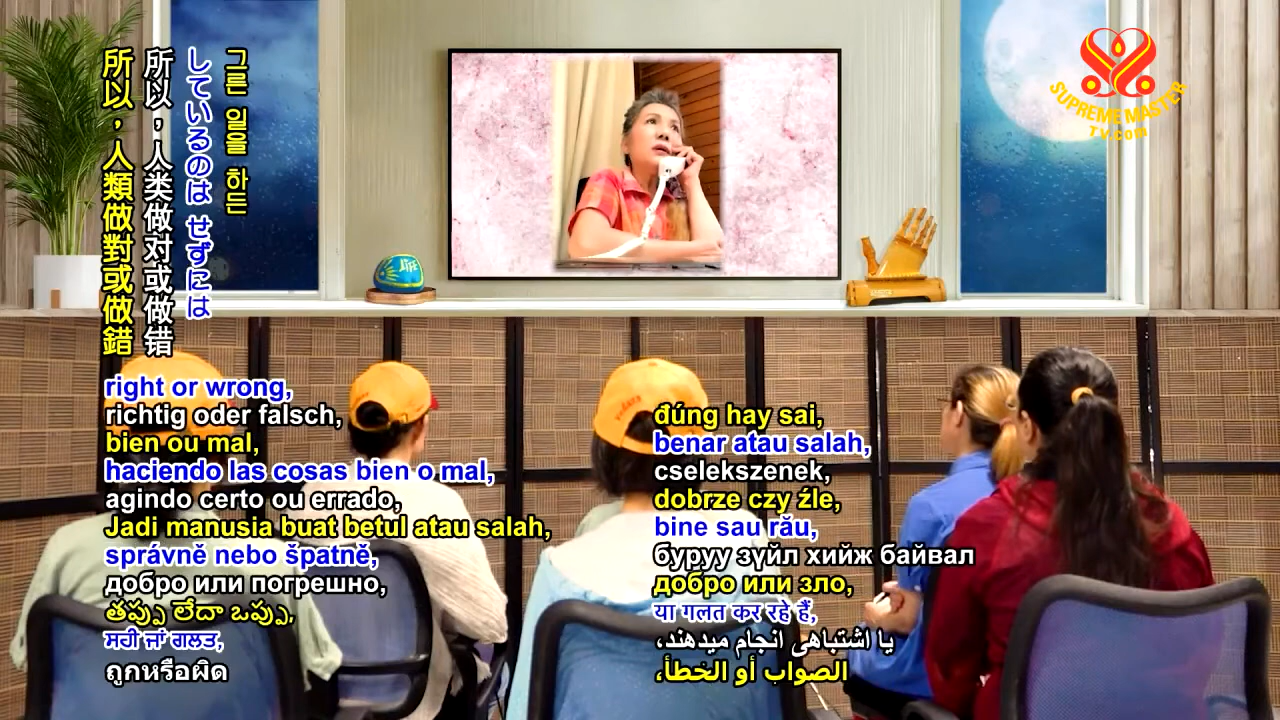 그른 일을 하든
しているのは せずには
所以，人类做对或做错
所以，人類做對或做錯
SUPREME MASTER
TV.com
right or wrong,
richtig oder falsch,
bien ou mal,
haciendo las cosas bien o mal,
agindo certo ou errado,
Jadi manusia buat betul atau salah,
správně nebo špatně,
добро или погрешно,
తప్పు లేదా ఒప్పు,
ਸਹੀ ਜਾਂ ਗਲਤ,
ถูกหรือผิด
đúng hay sai,
benar atau salah,
cselekszenek,
dobrze czy źle,
bine sau rău,
буруу зүйл хийж байвал
добро или зло,
या गलत कर रहे हैं,
یا اشتباهی انجام میدهند،
الصواب أو الخطأ،